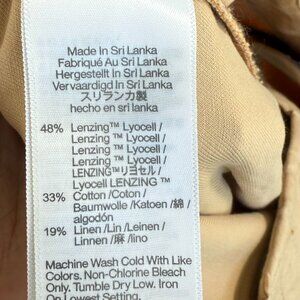 Made In Sri Lanka
Fabriqué Au Sri Lanka
Hergestellt In Sri Lanka
Vervaardigd In Sri Lanka
スリランカ製
hecho en sri lanka
48% Lenzing™ Lyocell /
Lenzing™ Lyocell /
Lenzing™ Lyocell /
Lenzing™ Lyocell /
LENZING™リヨセル /
Lyocell LENZING™
33% Cotton /Coton /
Baumwolle /Katoen /綿 /
algodón
19% Linen /Lin /Leinen /
Linnen /麻 /lino
Machine Wash Cold With Like
Colors. Non-Chlorine Bleach
Only. Tumble Dry Low. Iron
On Lowest Setting.